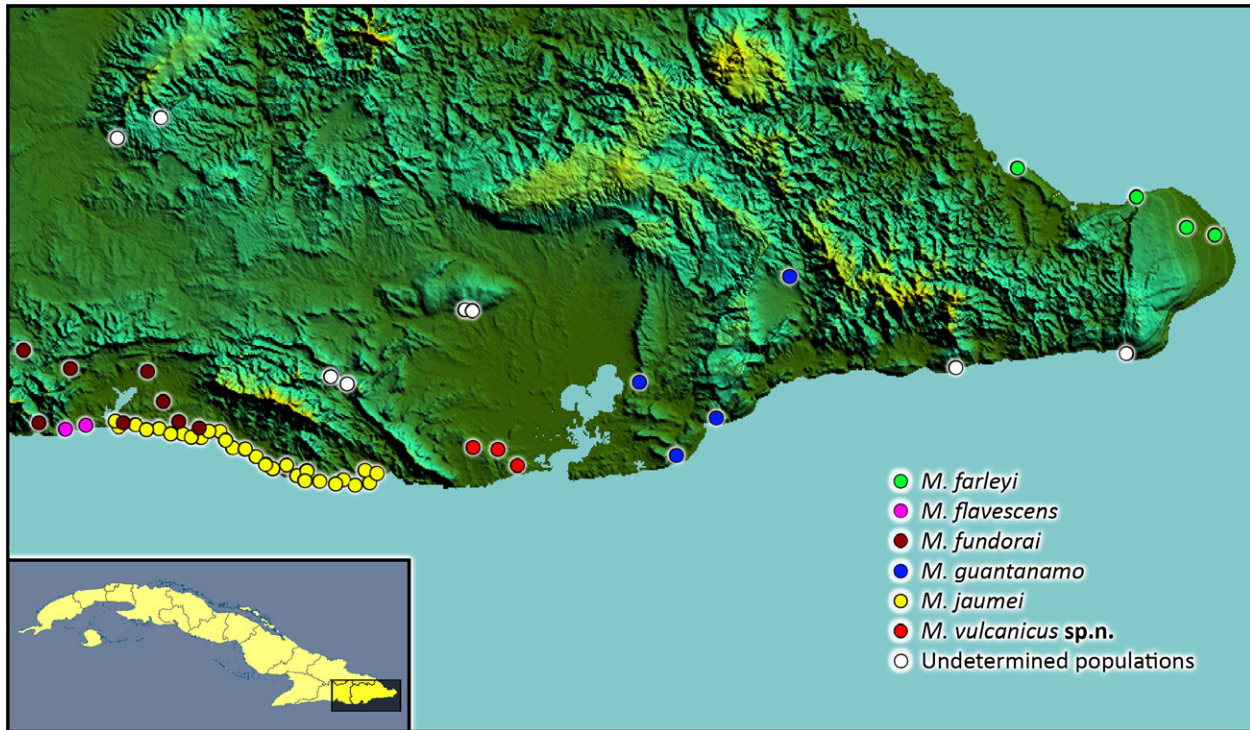 M. farleyi
M. flavescens
M. fundorai
M. guantanamo
M. jaumei
M. vulcanicus sp.n.
Undetermined populations